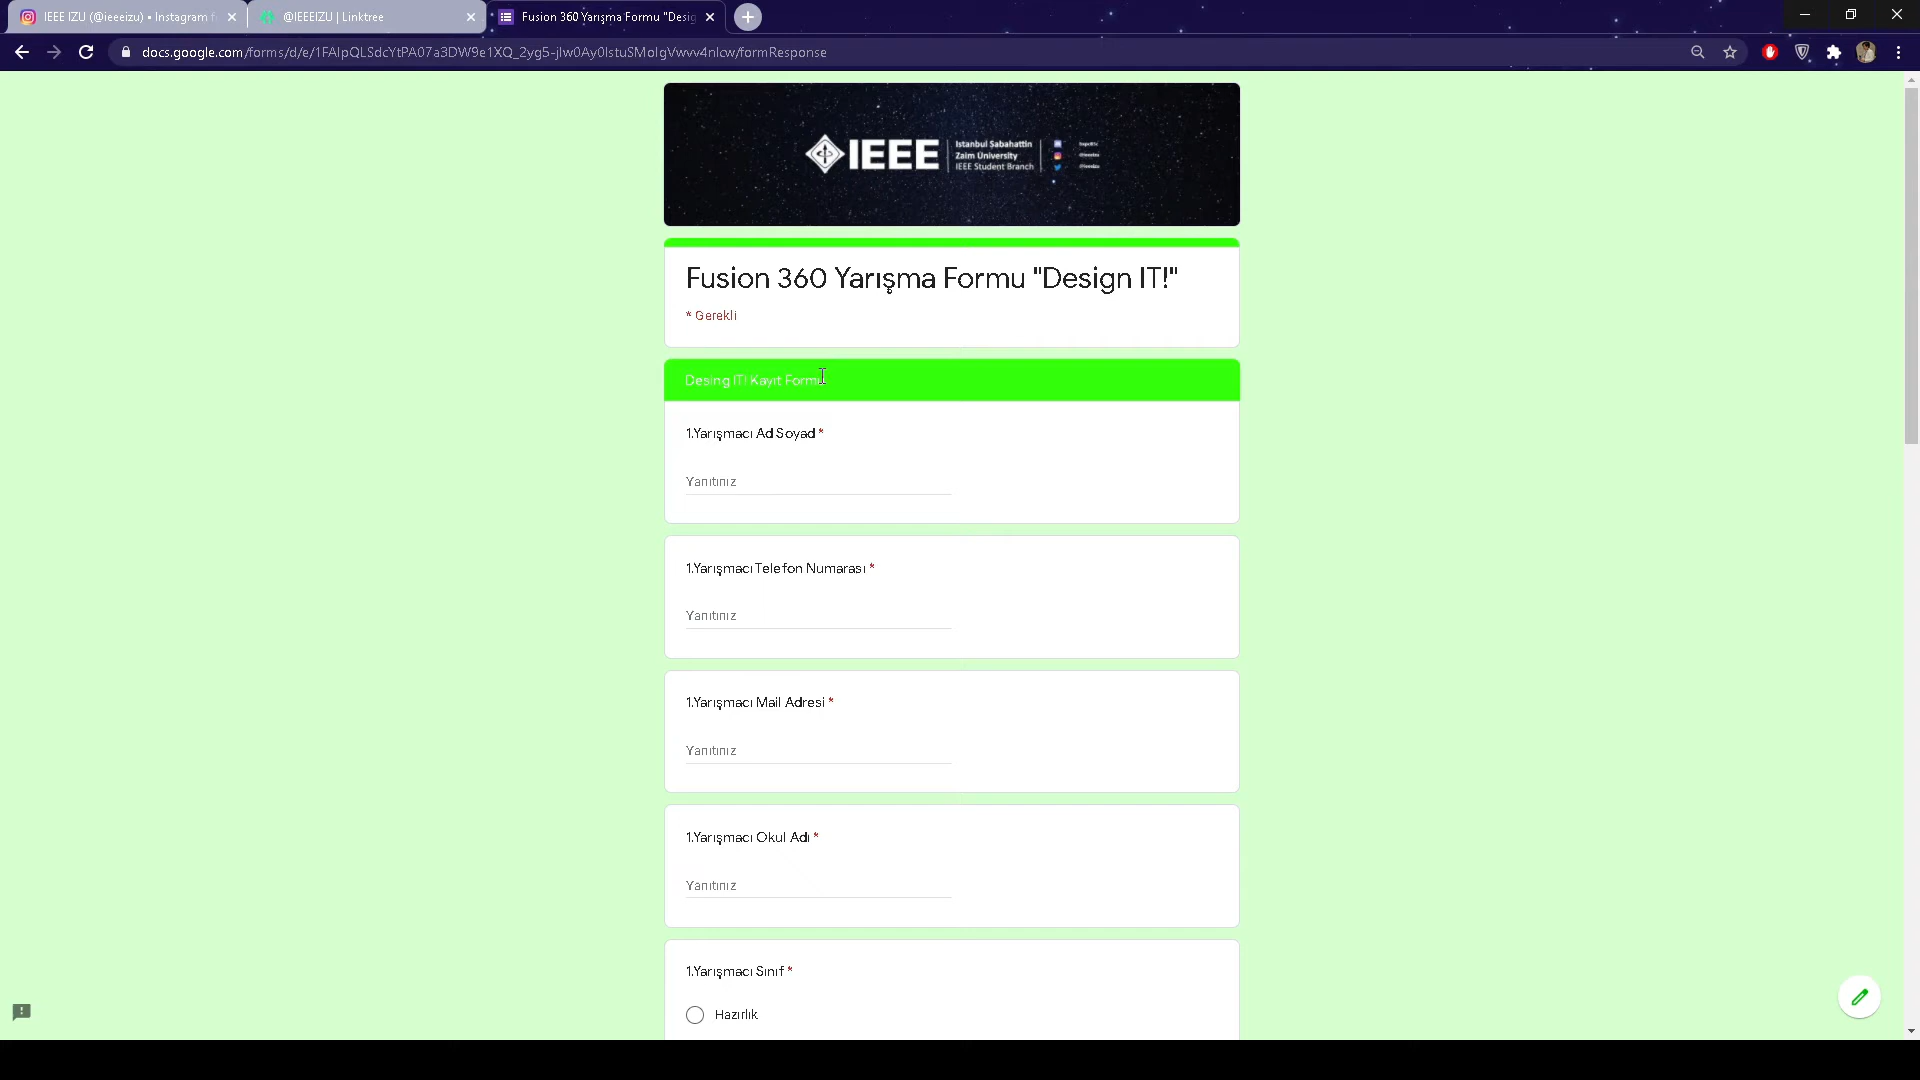 IEEE IZU (@ieeeizu) • Instagram f
@IEEEIZU | Linktree
Fusion 360 Yarışma Formu "Desig
docs.google.com/forms/d/e/1FAIpQLSdcYtPA07a3DW9e1XQ_2yg5-jIw0Ay0IstuSMolgVwvv4nIcw/formResponse
IEEE
Istanbul Sabahattin
Zaim University
IEEE Student Branch
Fusion 360 Yarışma Formu "Design IT!"
* Gerekli
Desing IT! Kayıt Formu
1.Yarışmacı Ad Soyad *
Yanıtınız
1.Yarışmacı Telefon Numarası *
Yanıtınız
1.Yarışmacı Mail Adresi *
Yanıtınız
1.Yarışmacı Okul Adı *
Yanıtınız
1.Yarışmacı Sınıf *
Hazırlık